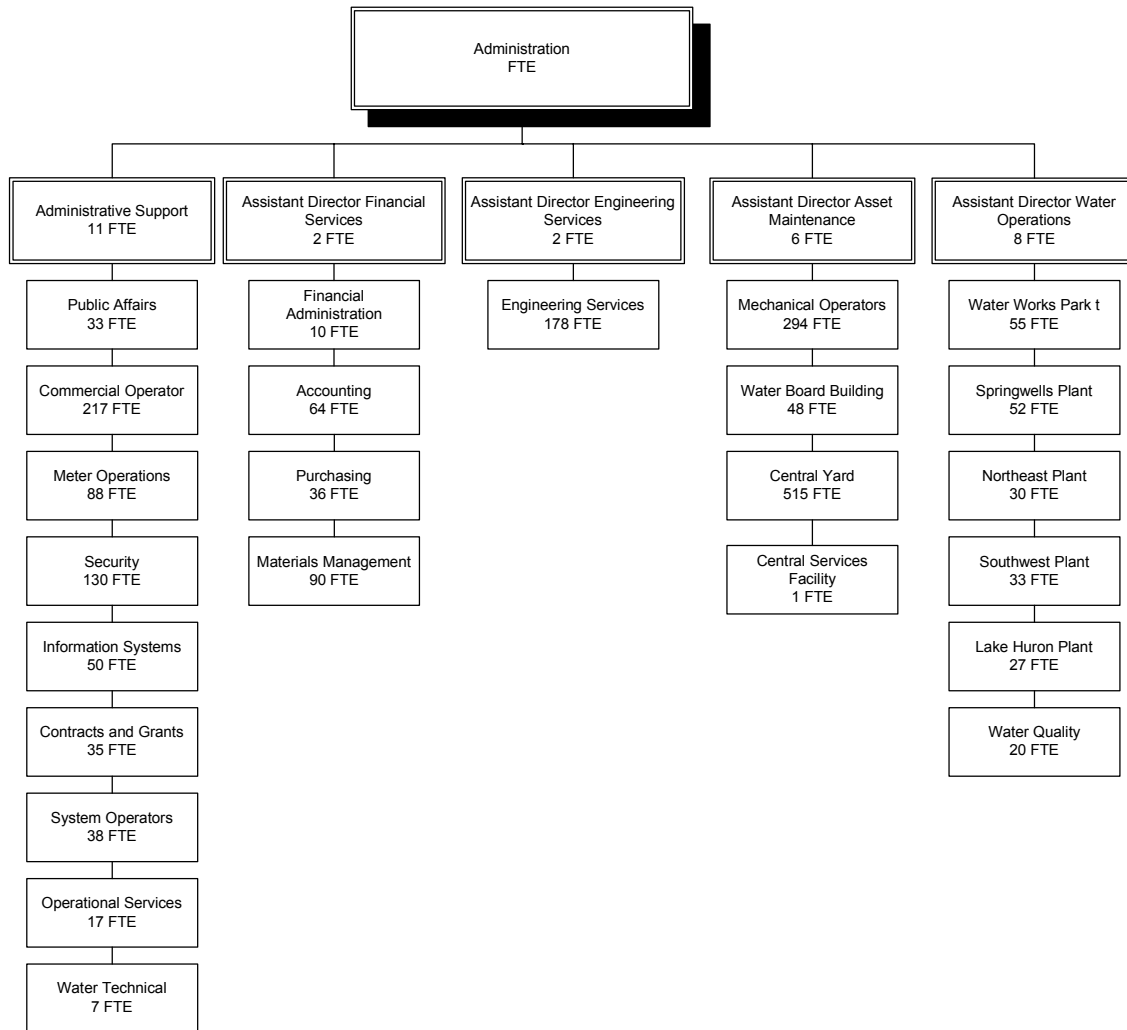 Administration
FTE
Administrative Support
11 FTE
Assistant Director Financial
Services
2 FTE
Assistant Director Engineering
Services
2 FTE
Assistant Director Asset
Maintenance
6 FTE
Assistant Director Water
Operations
8 FTE
Public Affairs
33 FTE
Commercial Operator
217 FTE
Meter Operations
88 FTE
Security
130 FTE
Information Systems
50 FTE
Contracts and Grants
35 FTE
System Operators
38 FTE
Operational Services
17 FTE
Water Technical
7 FTE
Financial
Administration
10 FTE
Accounting
64 FTE
Purchasing
36 FTE
Materials Management
90 FTE
Engineering Services
178 FTE
Mechanical Operators
294 FTE
Water Board Building
48 FTE
Central Yard
515 FTE
Central Services
Facility
1 FTE
Water Works Park t
55 FTE
Springwells Plant
52 FTE
Northeast Plant
30 FTE
Southwest Plant
33 FTE
Lake Huron Plant
27 FTE
Water Quality
20 FTE